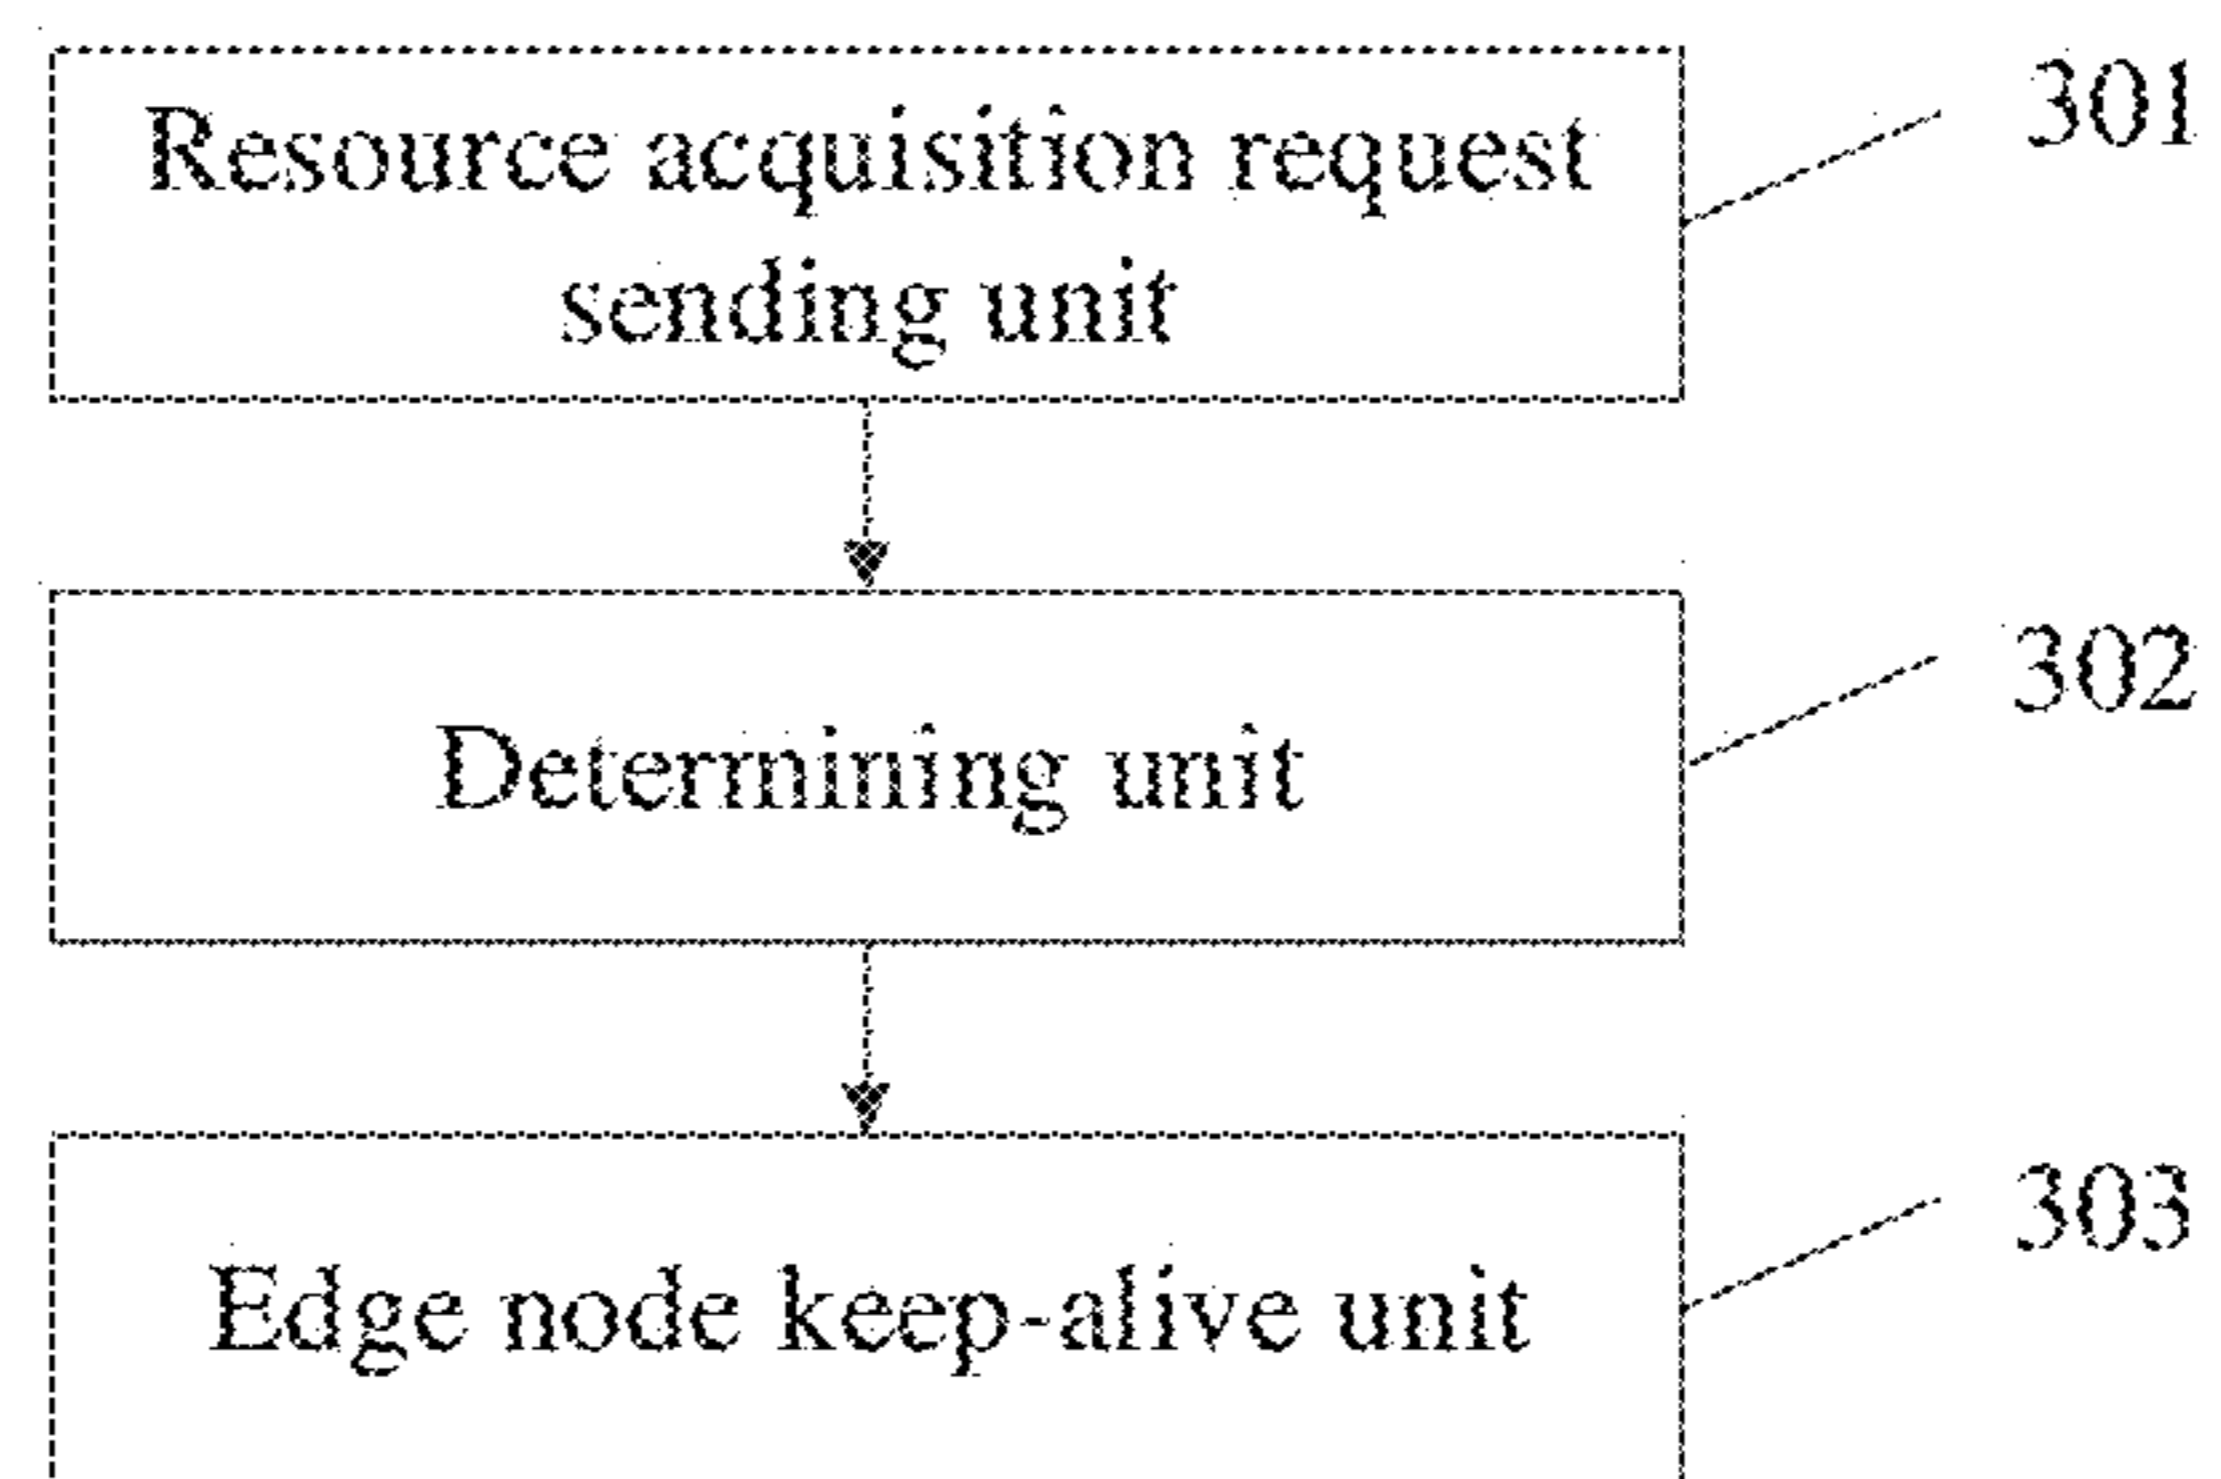 Resource acquisition request
sending unit
301
Determining unit
302
Edge node keep-alive unit
303